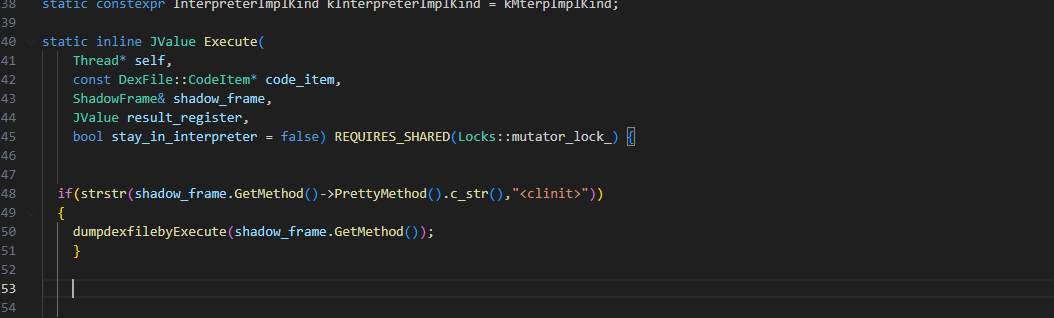 38 static constexpr InterpreterImplKind kInterpreterImplKind = kMterpImplKind;
39
40 static inline JValue Execute(
41     Thread* self,
42     const DexFile::CodeItem* code_item,
43     ShadowFrame& shadow_frame,
44     JValue result_register,
45     bool stay_in_interpreter = false) REQUIRES_SHARED(Locks::mutator_lock_) {
46
47
48   if(strstr(shadow_frame.GetMethod()->PrettyMethod().c_str(),"<clinit>"))
49   {
50     dumpdexfilebyExecute(shadow_frame.GetMethod());
51     }
52
53
54